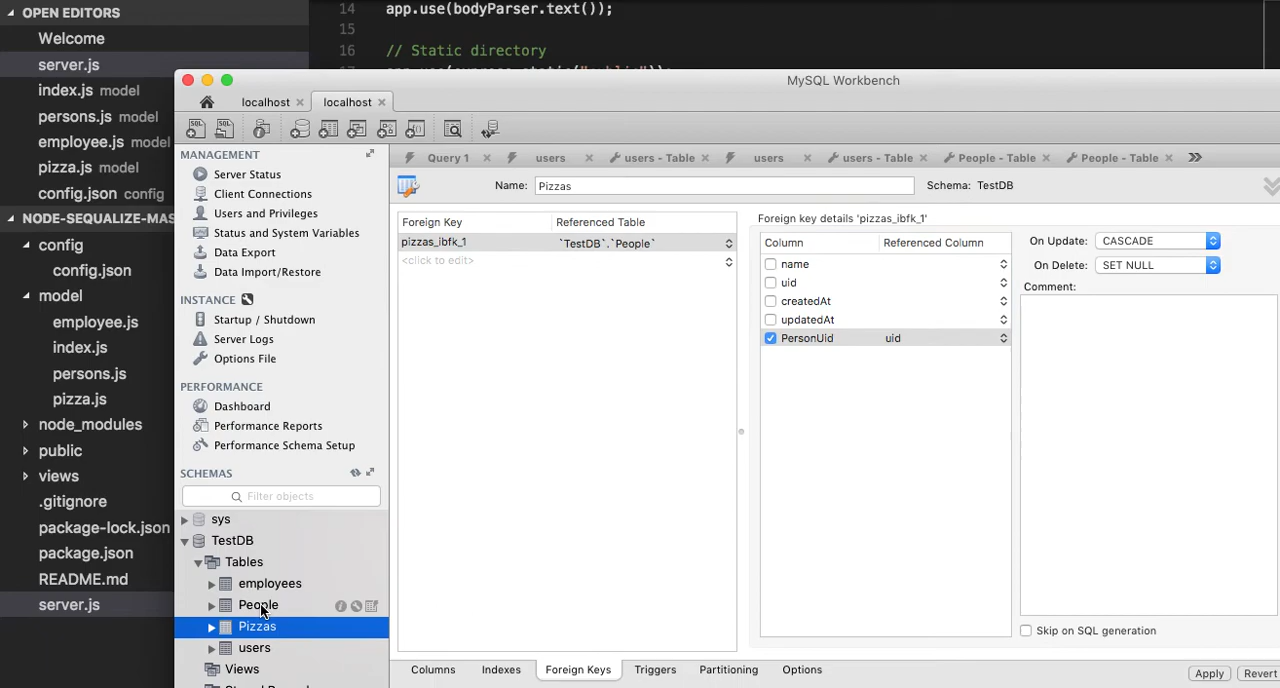 OPEN EDITORS
Welcome
server.js
index.js model
persons.js model
employee.js model
pizza.js model
config.json config
NODE-SEQUALIZE-MAS
config
config.json
model
employee.js
index.js
persons.js
pizza.js
node_modules
public
views
.gitignore
package-lock.json
package.json
README.md
server.js
14 app.use(bodyParser.text());
15
16 // Static directory
MySQL Workbench
localhost
localhost
MANAGEMENT
Server Status
Client Connections
Users and Privileges
Status and System Variables
Data Export
Data Import/Restore
INSTANCE
Startup / Shutdown
Server Logs
Options File
PERFORMANCE
Dashboard
Performance Reports
Performance Schema Setup
SCHEMAS
Filter objects
sys
TestDB
Tables
employees
People
Pizzas
users
Views
Query 1
users
users - Table
users
users - Table
People - Table
People - Table
Name: Pizzas Schema: TestDB
Foreign Key Referenced Table
pizzas_ibfk_1 `TestDB`.`People`
<click to edit>
Foreign key details 'pizzas_ibfk_1'
Column Referenced Column
name
uid
createdAt
updatedAt
PersonUid uid
On Update: CASCADE
On Delete: SET NULL
Comment:
Skip on SQL generation
Columns Indexes Foreign Keys Triggers Partitioning Options
Apply Revert